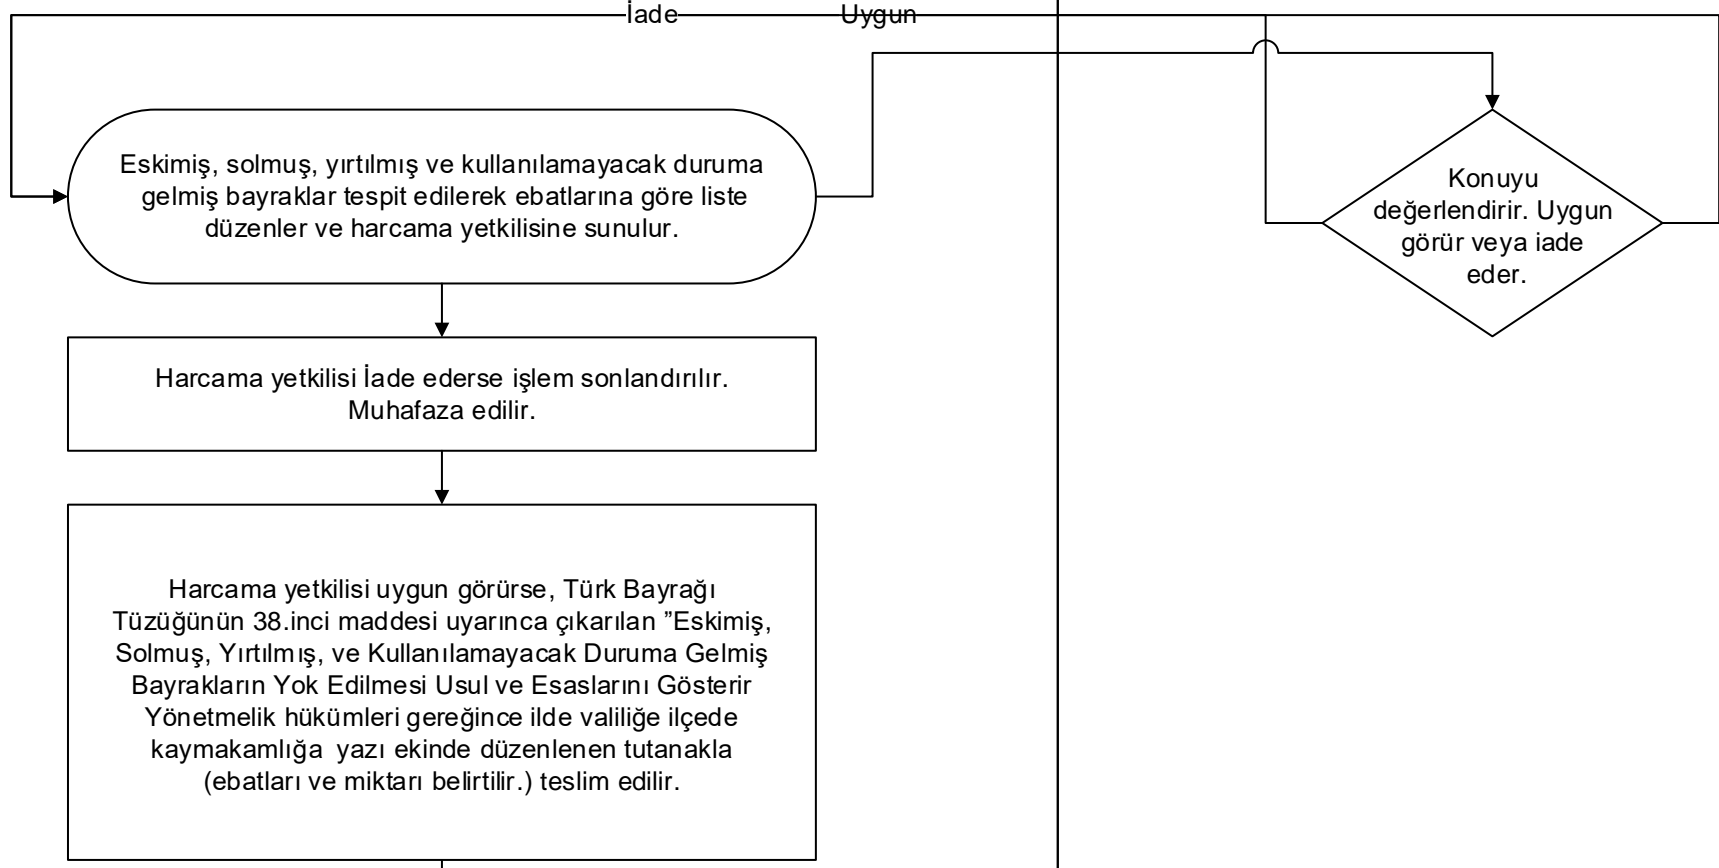 İade
Uygun
Eskimiş, solmuş, yırtılmış ve kullanılamayacak duruma
gelmiş bayraklar tespit edilerek ebatlarına göre liste
düzenler ve harcama yetkilisine sunulur.
Konuyu
değerlendirir. Uygun
görür veya iade
eder.
Harcama yetkilisi İade ederse işlem sonlandırılır.
Muhafaza edilir.
Harcama yetkilisi uygun görürse, Türk Bayrağı
Tüzüğünün 38.inci maddesi uyarınca çıkarılan ”Eskimiş,
Solmuş, Yırtılmış, ve Kullanılamayacak Duruma Gelmiş
Bayrakların Yok Edilmesi Usul ve Esaslarını Gösterir
Yönetmelik hükümleri gereğince ilde valiliğe ilçede
kaymakamlığa yazı ekinde düzenlenen tutanakla
(ebatları ve miktarı belirtilir.) teslim edilir.